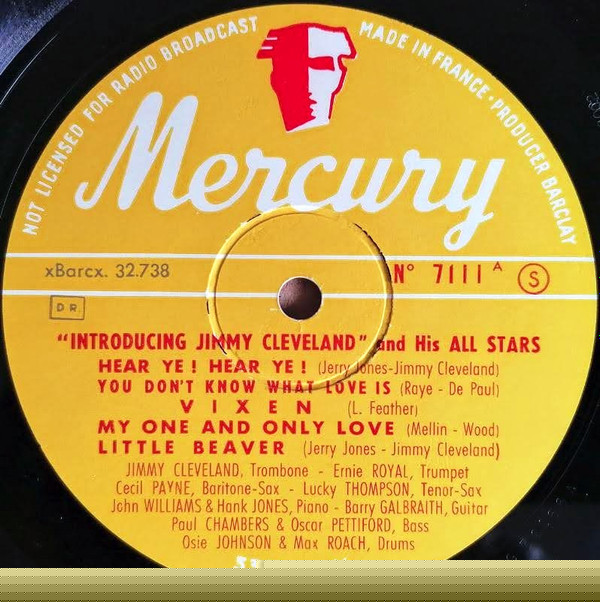 NOT LICENSED FOR RADIO BROADCAST
MADE IN FRANCE · PRODUCER BARCLAY
Mercury
xBarcx. 32.738
N° 7111 A S
D R.
"INTRODUCING JIMMY CLEVELAND" and His ALL STARS
HEAR YE ! HEAR YE ! (Jerry Jones-Jimmy Cleveland)
YOU DON'T KNOW WHAT LOVE IS (Raye - De Paul)
VIXEN (L. Feather)
MY ONE AND ONLY LOVE (Mellin - Wood)
LITTLE BEAVER (Jerry Jones - Jimmy Cleveland)
JIMMY CLEVELAND, Trombone - Ernie ROYAL, Trumpet
Cecil PAYNE, Baritone-Sax - Lucky THOMPSON, Tenor-Sax
John WILLIAMS & Hank JONES, Piano - Barry GALBRAITH, Guitar
Paul CHAMBERS & Oscar PETTIFORD, Bass
Osie JOHNSON & Max ROACH, Drums